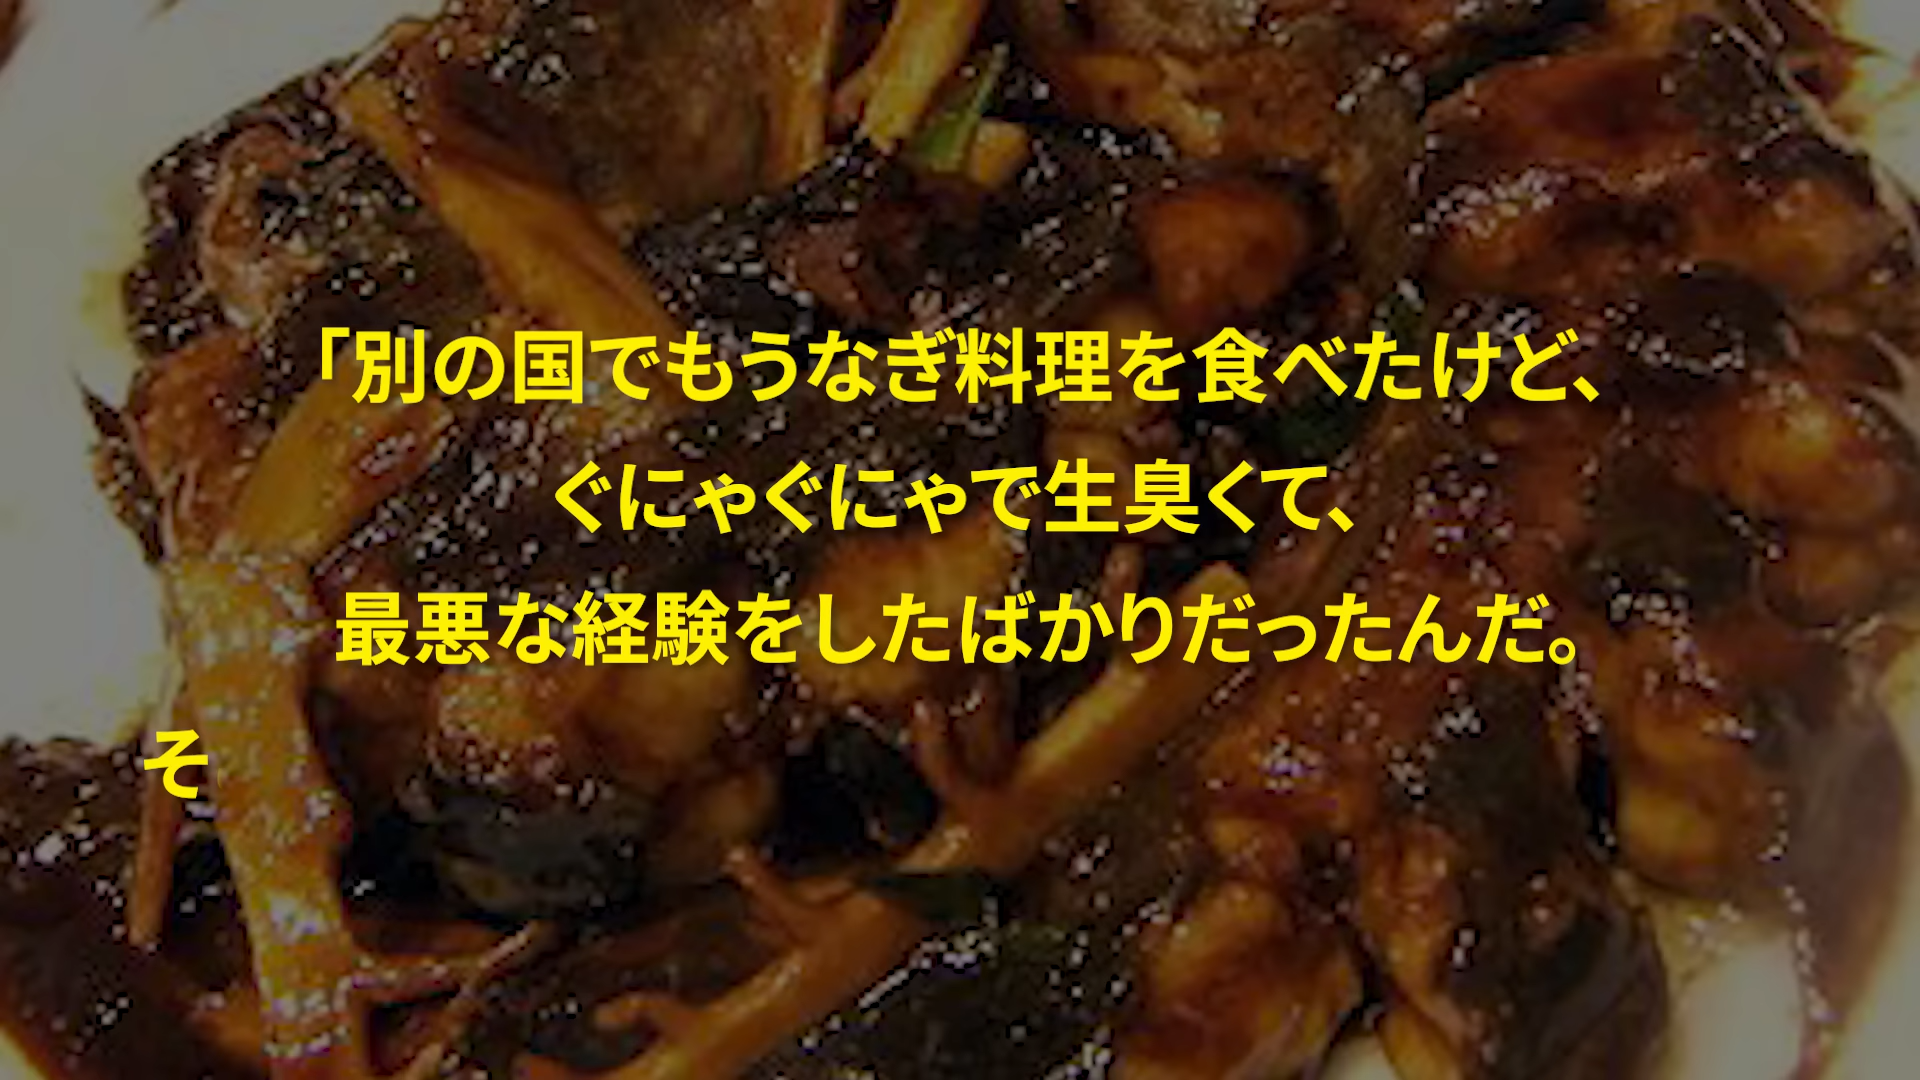 「別の国でもうなぎ料理を食べたけど、
ぐにゃぐにゃで生臭くて、
最悪な経験をしたばかりだったんだ。
そ